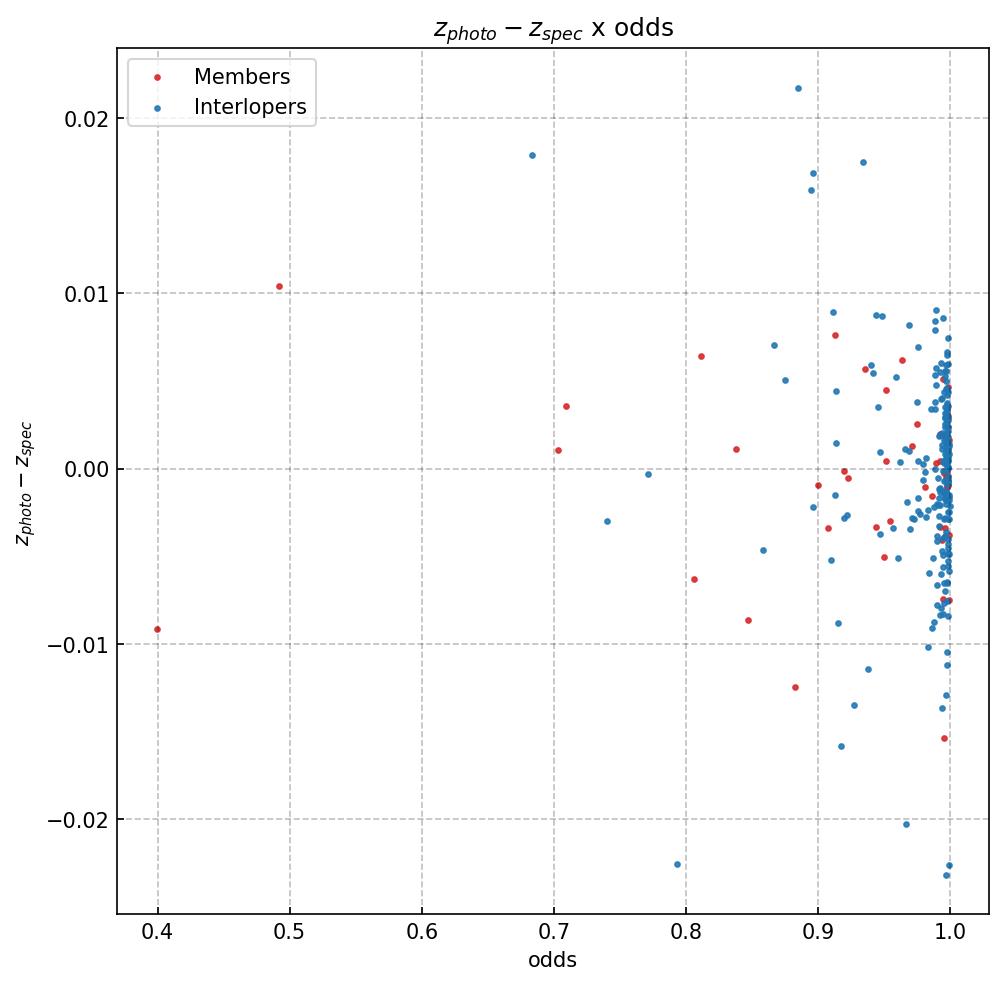 z_photo − z_spec x odds
Members
Interlopers
z_photo − z_spec
0.02
0.01
0.00
−0.01
−0.02
0.4 0.5 0.6 0.7 0.8 0.9 1.0
odds